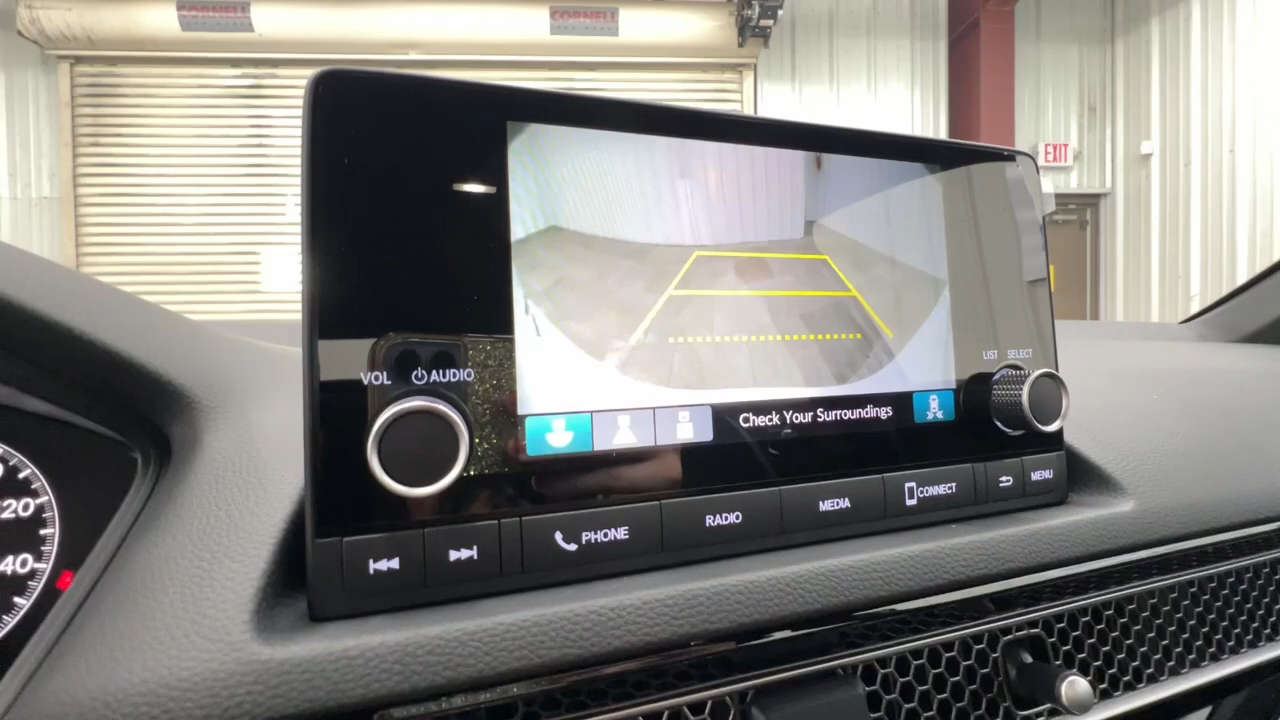 CORNELL
CORNELL
EXIT
LIST SELECT
VOL AUDIO
Check Your Surroundings
MENU
CONNECT
MEDIA
RADIO
PHONE
20
40